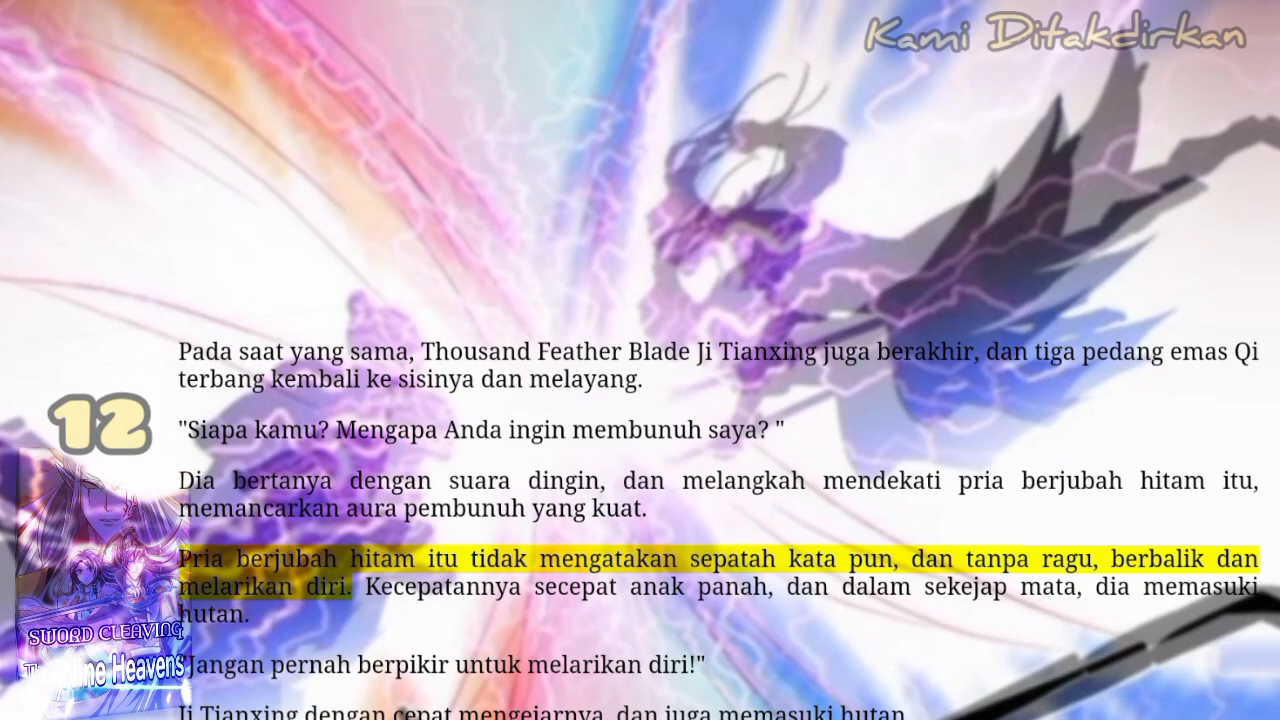 Kami Ditakdirkan
Pada saat yang sama, Thousand Feather Blade Ji Tianxing juga berakhir, dan tiga pedang emas Qi
terbang kembali ke sisinya dan melayang.
12
"Siapa kamu? Mengapa Anda ingin membunuh saya? "
Dia bertanya dengan suara dingin, dan melangkah mendekati pria berjubah hitam itu,
memancarkan aura pembunuh yang kuat.
Pria berjubah hitam itu tidak mengatakan sepatah kata pun, dan tanpa ragu, berbalik dan
melarikan diri. Kecepatannya secepat anak panah, dan dalam sekejap mata, dia memasuki
hutan.
SWORD CLEAVING
The Nine Heavens
"Jangan pernah berpikir untuk melarikan diri!"
Ji Tianxing dengan cepat mengejarnya, dan juga memasuki hutan.